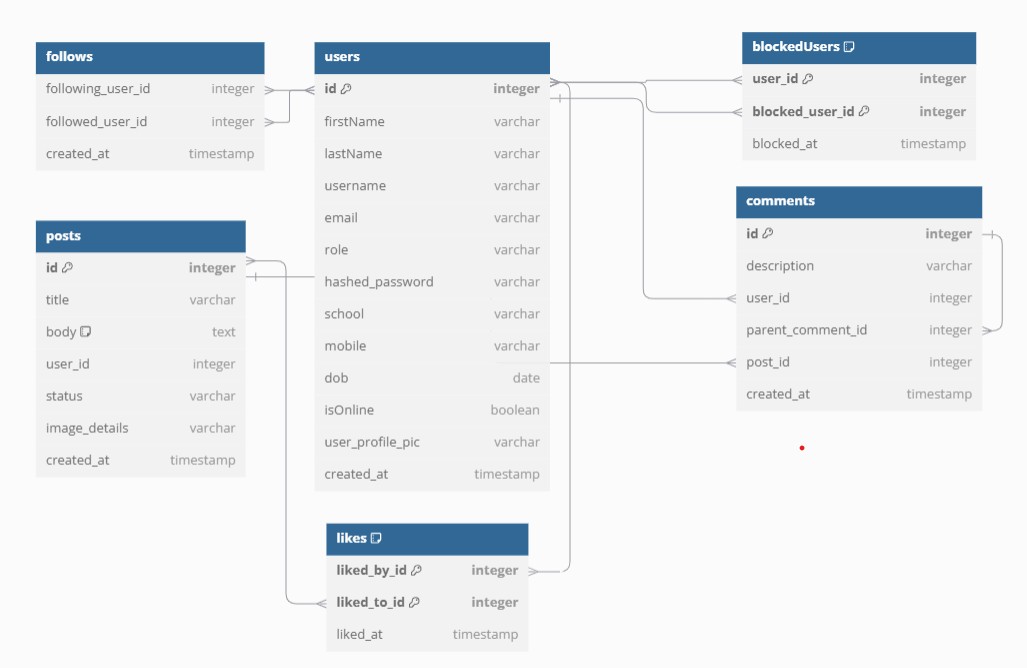 follows
following_user_id integer
followed_user_id integer
created_at timestamp
users
id integer
firstName varchar
lastName varchar
username varchar
email varchar
role varchar
hashed_password varchar
school varchar
mobile varchar
dob date
isOnline boolean
user_profile_pic varchar
created_at timestamp
blockedUsers
user_id integer
blocked_user_id integer
blocked_at timestamp
posts
id integer
title varchar
body text
user_id integer
status varchar
image_details varchar
created_at timestamp
comments
id integer
description varchar
user_id integer
parent_comment_id integer
post_id integer
created_at timestamp
likes
liked_by_id integer
liked_to_id integer
liked_at timestamp